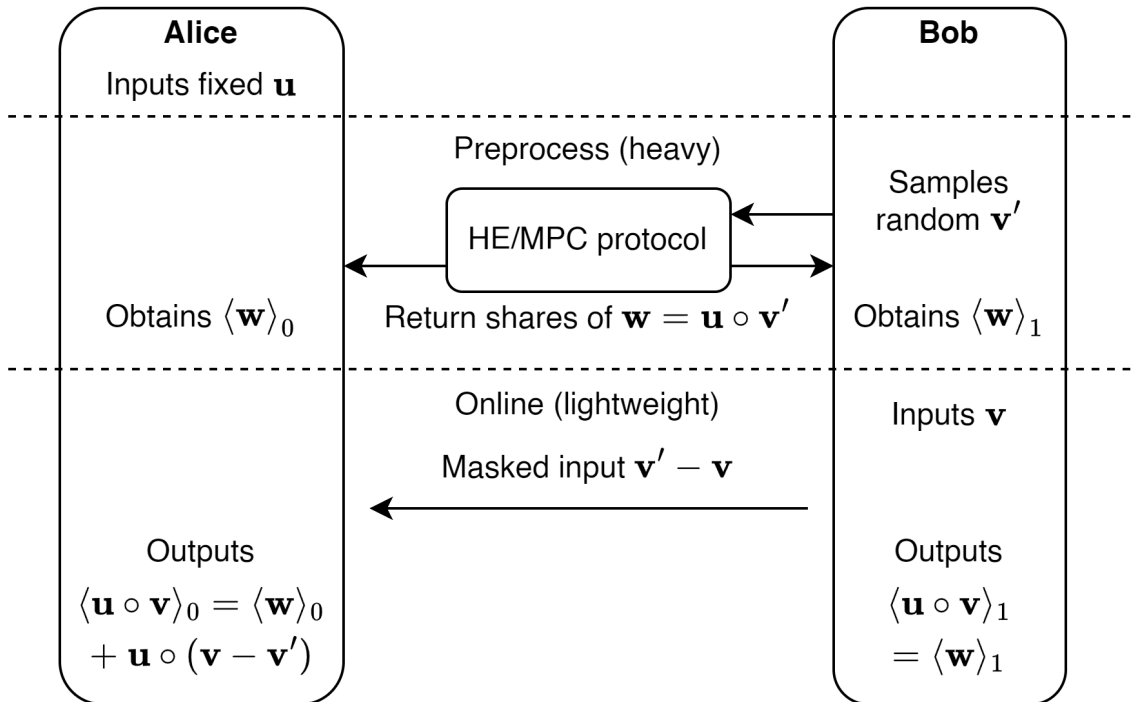 Alice
Bob
Inputs fixed 𝐮
Preprocess (heavy)
Samples
random 𝐯′
HE/MPC protocol
Obtains ⟨𝐰⟩₀
Return shares of 𝐰 = 𝐮 ∘ 𝐯′
Obtains ⟨𝐰⟩₁
Online (lightweight)
Inputs 𝐯
Masked input 𝐯′ − 𝐯
Outputs
⟨𝐮 ∘ 𝐯⟩₀ = ⟨𝐰⟩₀
+ 𝐮 ∘ (𝐯 − 𝐯′)
Outputs
⟨𝐮 ∘ 𝐯⟩₁
= ⟨𝐰⟩₁